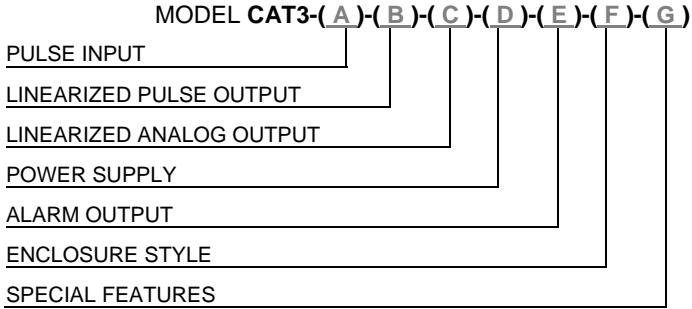 MODEL CAT3-( A )-( B )-( C )-( D )-( E )-( F )-( G )
PULSE INPUT
LINEARIZED PULSE OUTPUT
LINEARIZED ANALOG OUTPUT
POWER SUPPLY
ALARM OUTPUT
ENCLOSURE STYLE
SPECIAL FEATURES